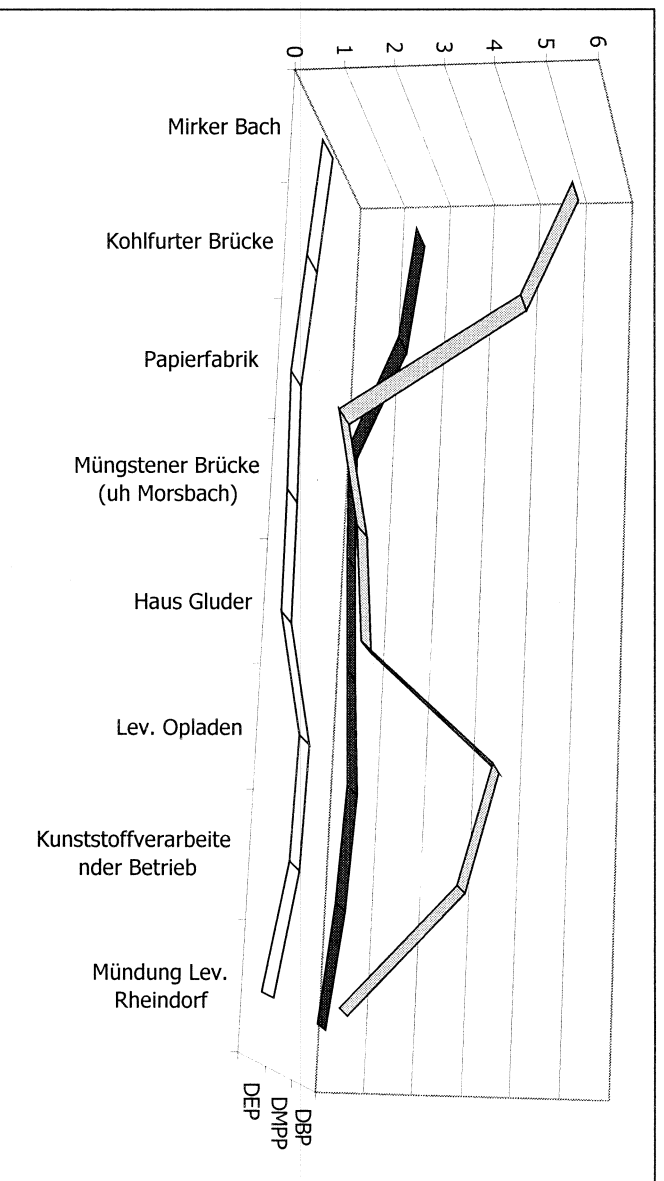 0
1
2
3
4
5
6
Mirker Bach
Kohlfurter Brücke
Papierfabrik
Müngstener Brücke
(uh Morsbach)
Haus Gluder
Lev. Opladen
Kunststoffverarbeite
nder Betrieb
Mündung Lev.
Rheindorf
DEP
DMPP
DBP